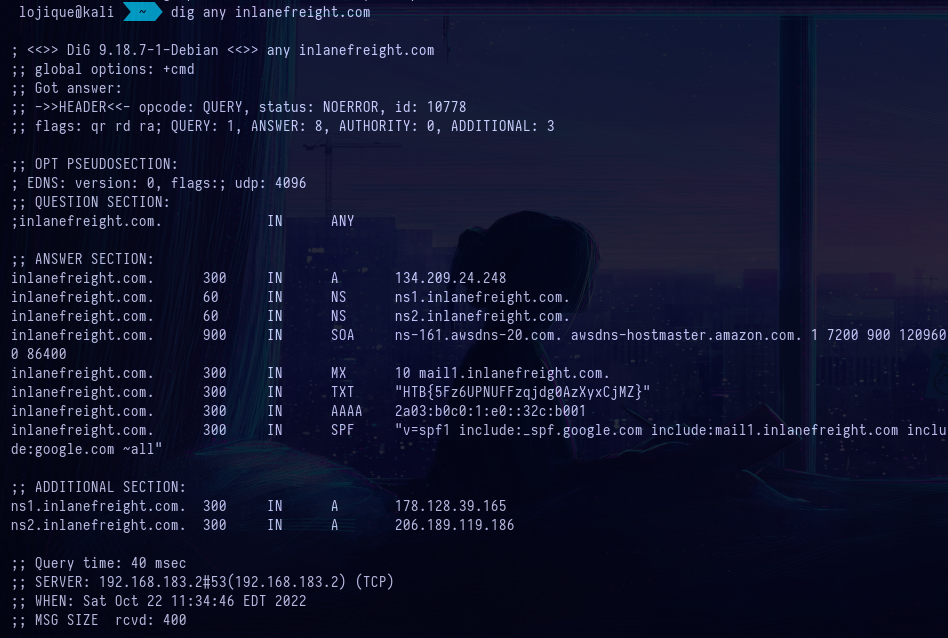 lojique@kali ~ dig any inlanefreight.com
; <<>> DiG 9.18.7-1-Debian <<>> any inlanefreight.com
;; global options: +cmd
;; Got answer:
;; ->>HEADER<<- opcode: QUERY, status: NOERROR, id: 10778
;; flags: qr rd ra; QUERY: 1, ANSWER: 8, AUTHORITY: 0, ADDITIONAL: 3
;; OPT PSEUDOSECTION:
; EDNS: version: 0, flags:; udp: 4096
;; QUESTION SECTION:
;inlanefreight.com. IN ANY
;; ANSWER SECTION:
inlanefreight.com. 300 IN A 134.209.24.248
inlanefreight.com. 60 IN NS ns1.inlanefreight.com.
inlanefreight.com. 60 IN NS ns2.inlanefreight.com.
inlanefreight.com. 900 IN SOA ns-161.awsdns-20.com. awsdns-hostmaster.amazon.com. 1 7200 900 120960
0 86400
inlanefreight.com. 300 IN MX 10 mail1.inlanefreight.com.
inlanefreight.com. 300 IN TXT "HTB{5Fz6UPNUFFzqjdg0AzXyxCjMZ}"
inlanefreight.com. 300 IN AAAA 2a03:b0c0:1:e0::32c:b001
inlanefreight.com. 300 IN SPF "v=spf1 include:_spf.google.com include:mail1.inlanefreight.com inclu
de:google.com ~all"
;; ADDITIONAL SECTION:
ns1.inlanefreight.com. 300 IN A 178.128.39.165
ns2.inlanefreight.com. 300 IN A 206.189.119.186
;; Query time: 40 msec
;; SERVER: 192.168.183.2#53(192.168.183.2) (TCP)
;; WHEN: Sat Oct 22 11:34:46 EDT 2022
;; MSG SIZE rcvd: 400